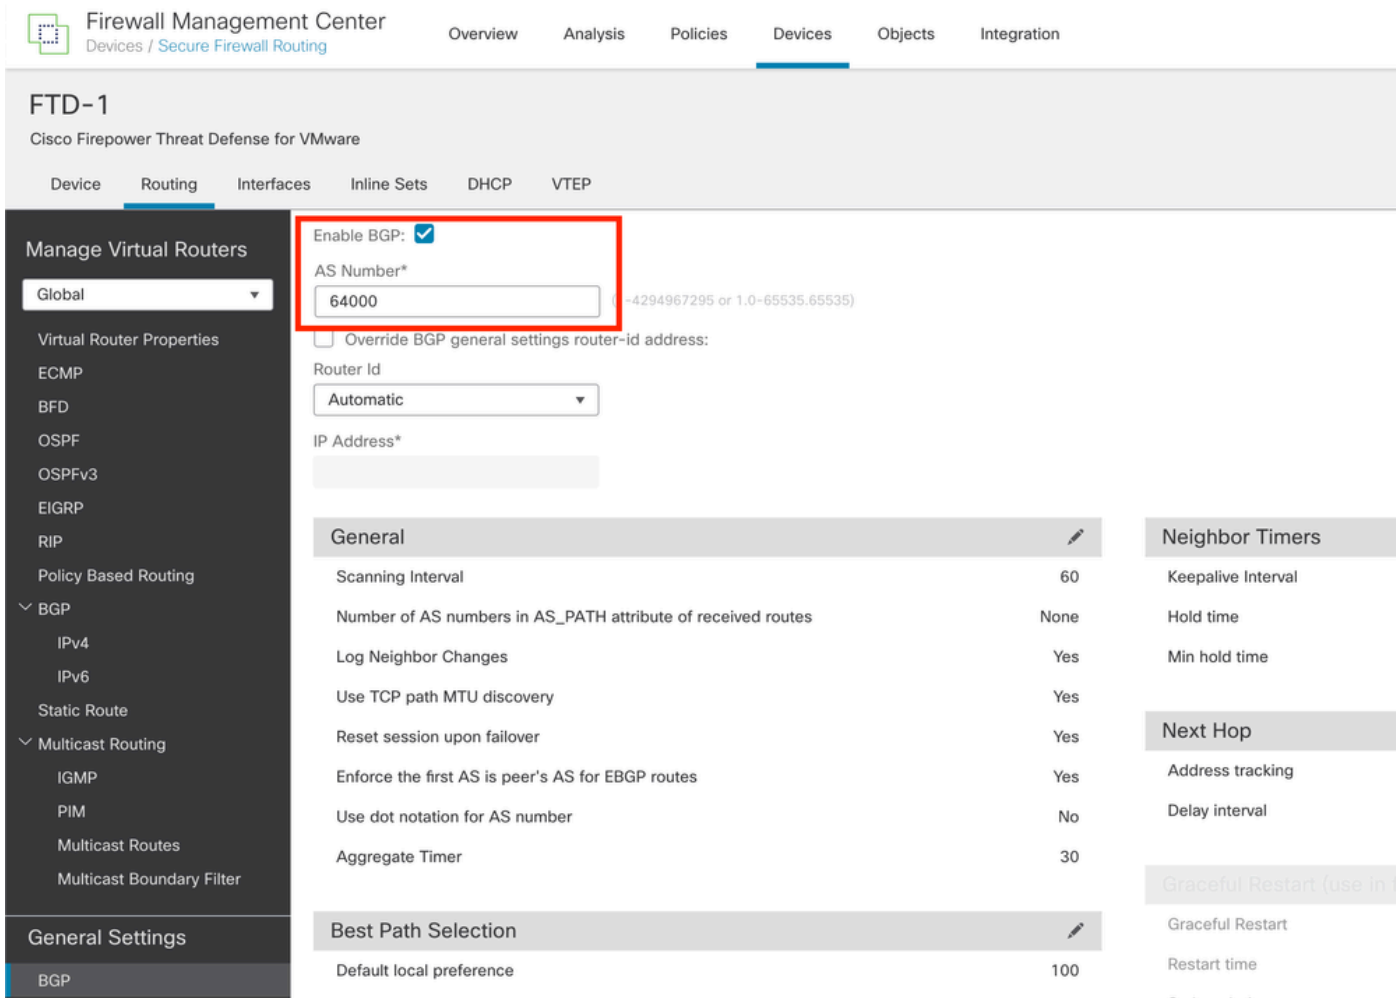 Firewall Management Center
Devices / Secure Firewall Routing
Overview Analysis Policies Devices Objects Integration
FTD-1
Cisco Firepower Threat Defense for VMware
Device Routing Interfaces Inline Sets DHCP VTEP
Manage Virtual Routers
Global
Virtual Router Properties
ECMP
BFD
OSPF
OSPFv3
EIGRP
RIP
Policy Based Routing
BGP
IPv4
IPv6
Static Route
Multicast Routing
IGMP
PIM
Multicast Routes
Multicast Boundary Filter
General Settings
BGP
Enable BGP:
AS Number*
64000
-4294967295 or 1.0-65535.65535)
Override BGP general settings router-id address:
Router Id
Automatic
IP Address*
General
Scanning Interval 60
Number of AS numbers in AS_PATH attribute of received routes None
Log Neighbor Changes Yes
Use TCP path MTU discovery Yes
Reset session upon failover Yes
Enforce the first AS is peer's AS for EBGP routes Yes
Use dot notation for AS number No
Aggregate Timer 30
Best Path Selection
Default local preference 100
Neighbor Timers
Keepalive Interval
Hold time
Min hold time
Next Hop
Address tracking
Delay interval
Graceful Restart (use in
Graceful Restart
Restart time